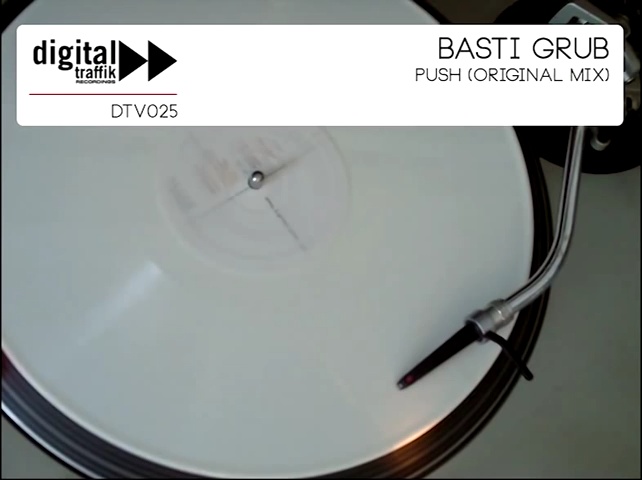 digital
traffik
RECORDINGS
DTV025
BASTI GRUB
PUSH (ORIGINAL MIX)